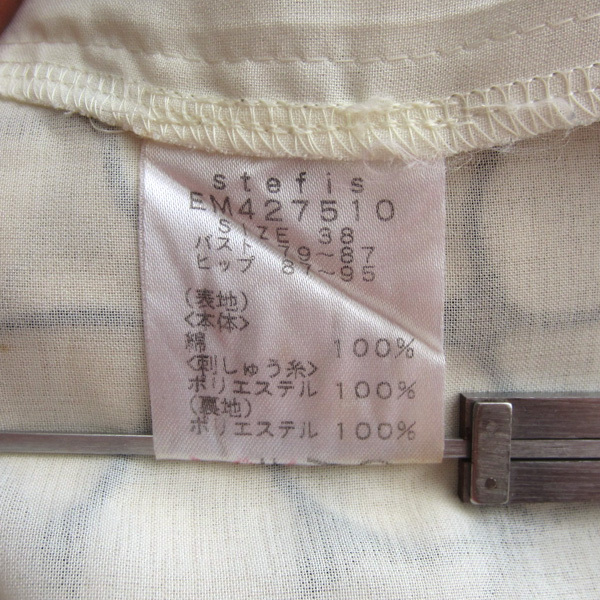 stefis
EM427510
SIZE 38
バスト 79～87
ヒップ 87～95
(表地)
<本体>
綿 100%
<刺しゅう糸>
ポリエステル 100%
(裏地)
ポリエステル 100%